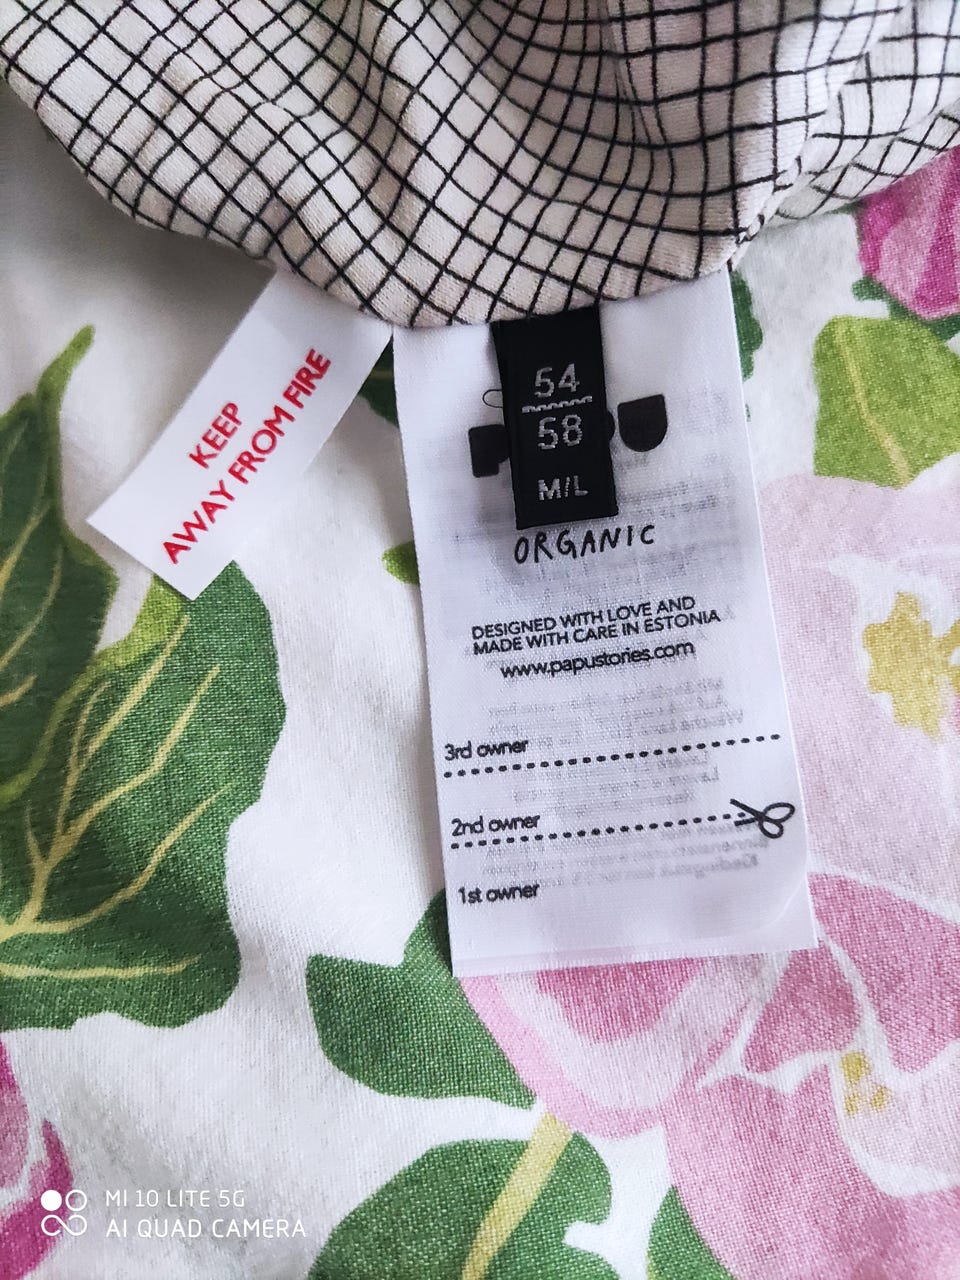 KEEP
AWAY FROM FIRE
54
58
M/L
ORGANIC
DESIGNED WITH LOVE AND
MADE WITH CARE IN ESTONIA
www.papustories.com
3rd owner
2nd owner
1st owner
MI 10 LITE 5G
AI QUAD CAMERA